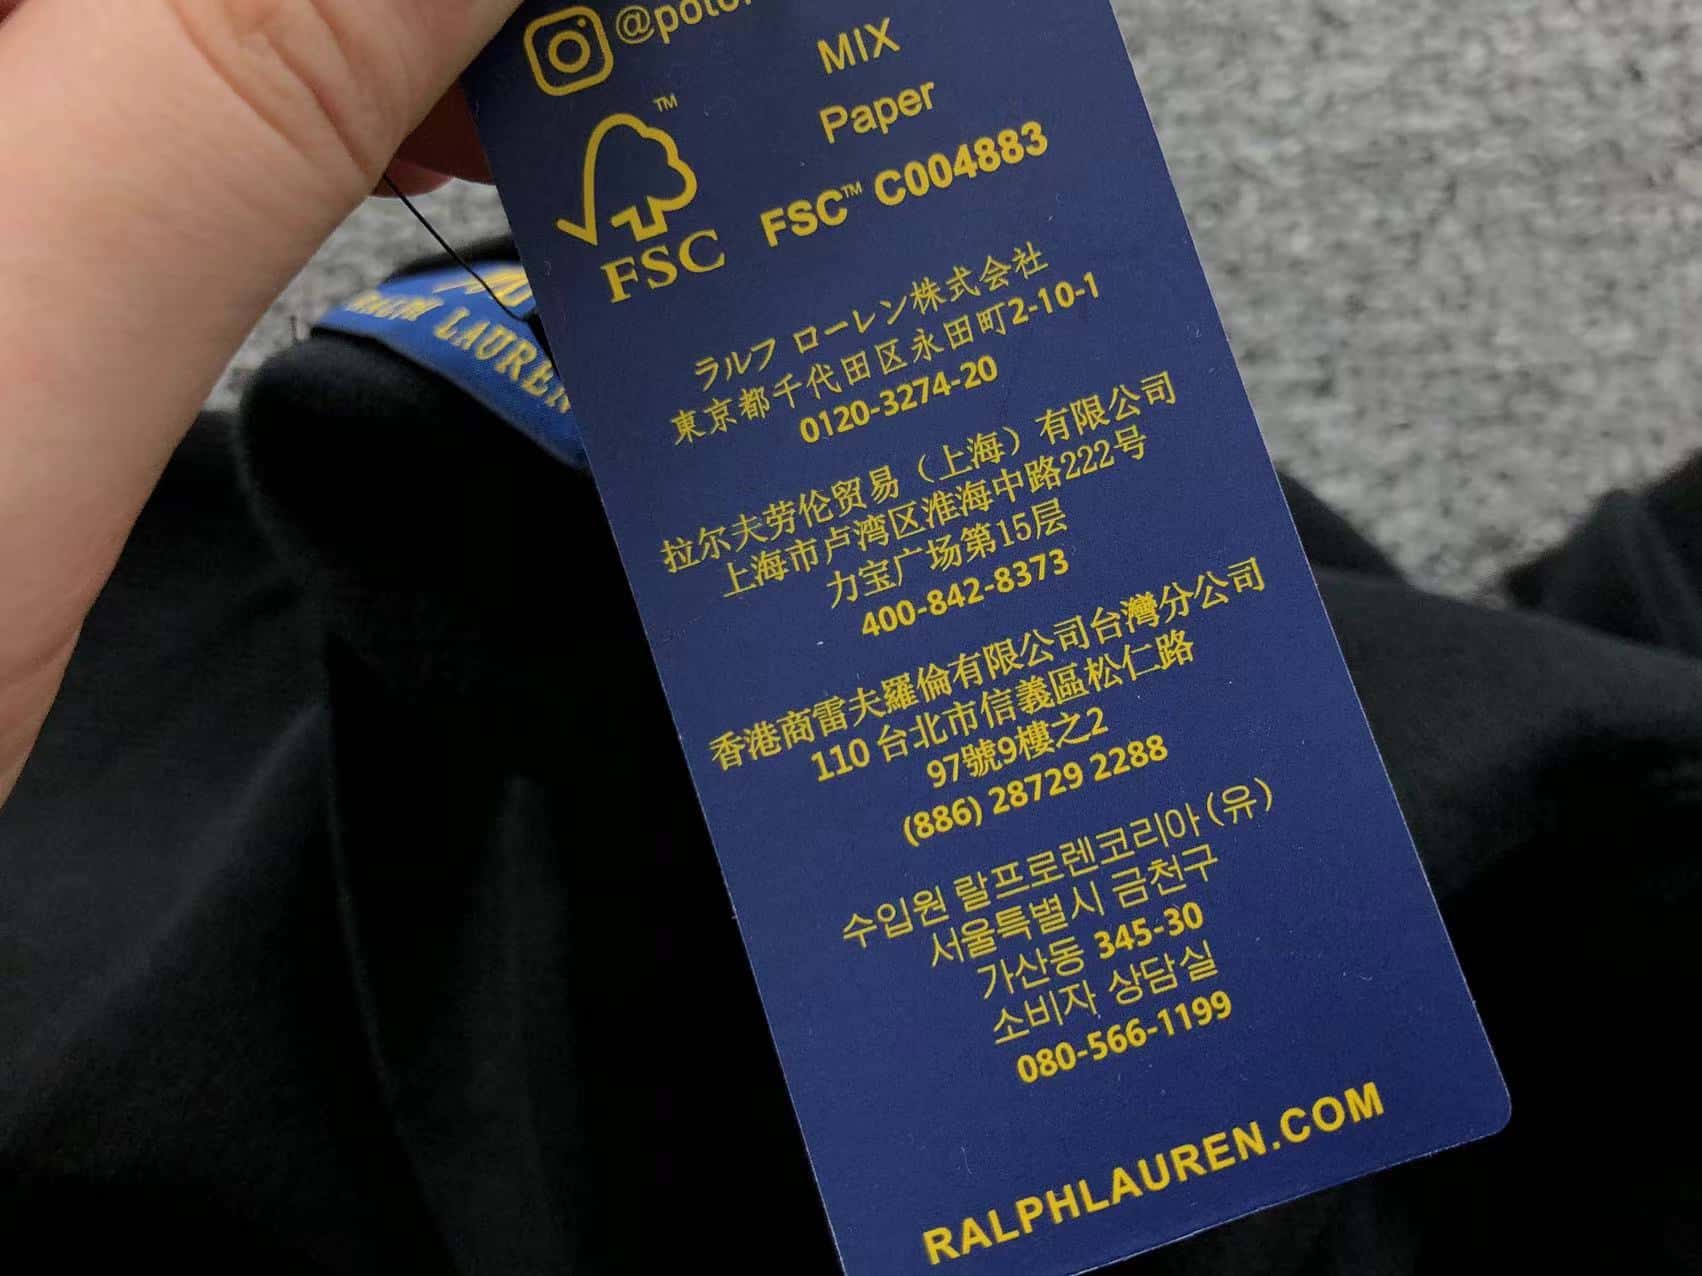 MIX
Paper
FSC™ C004883
™
FSC
RALPH LAUREN
ラルフ ローレン株式会社
東京都千代田区永田町2-10-1
0120-3274-20
拉尔夫劳伦贸易（上海）有限公司
上海市卢湾区淮海中路222号
力宝广场第15层
400-842-8373
香港商雷夫羅倫有限公司台灣分公司
110 台北市信義區松仁路
97號9樓之2
(886) 28729 2288
수입원 랄프로렌코리아(유)
서울특별시 금천구
가산동 345-30
소비자 상담실
080-566-1199
RALPHLAUREN.COM